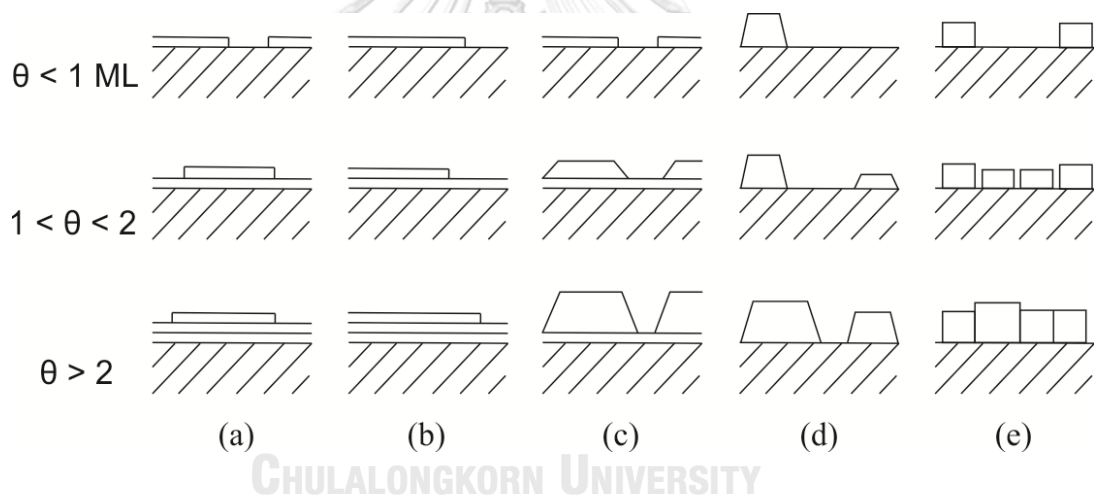 θ < 1 ML
1 < θ < 2
θ > 2
(a) (b) (c) (d) (e)
CHULALONGKORN UNIVERSITY